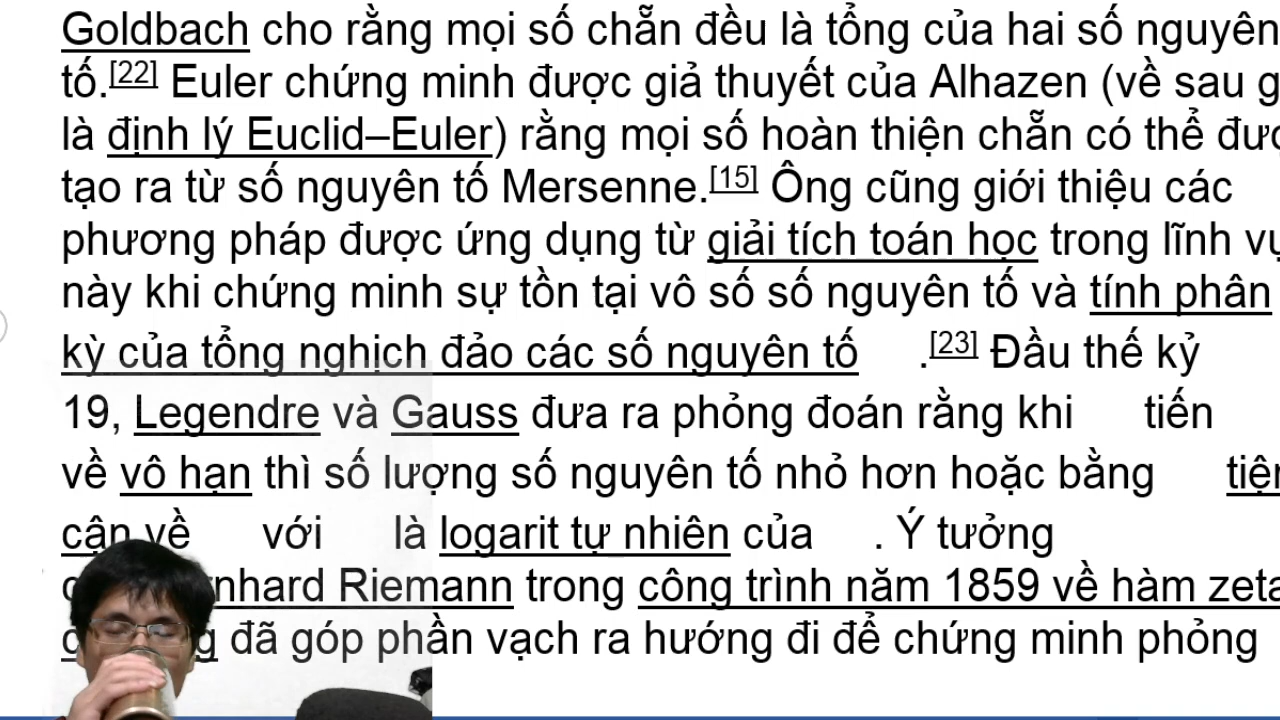 Goldbach cho rằng mọi số chẵn đều là tổng của hai số nguyên
tố.[22] Euler chứng minh được giả thuyết của Alhazen (về sau
là định lý Euclid–Euler) rằng mọi số hoàn thiện chẵn có thể
tạo ra từ số nguyên tố Mersenne.[15] Ông cũng giới thiệu các
phương pháp được ứng dụng từ giải tích toán học trong lĩnh
này khi chứng minh sự tồn tại vô số số nguyên tố và tính phân
kỳ của tổng nghịch đảo các số nguyên tố .[23] Đầu thế kỷ
19, Legendre và Gauss đưa ra phỏng đoán rằng khi tiến
về vô hạn thì số lượng số nguyên tố nhỏ hơn hoặc bằng
cận về với là logarit tự nhiên của . Ý tưởng
Riemann trong công trình năm 1859 về hàm zeta
đã góp phần vạch ra hướng đi để chứng minh phỏng